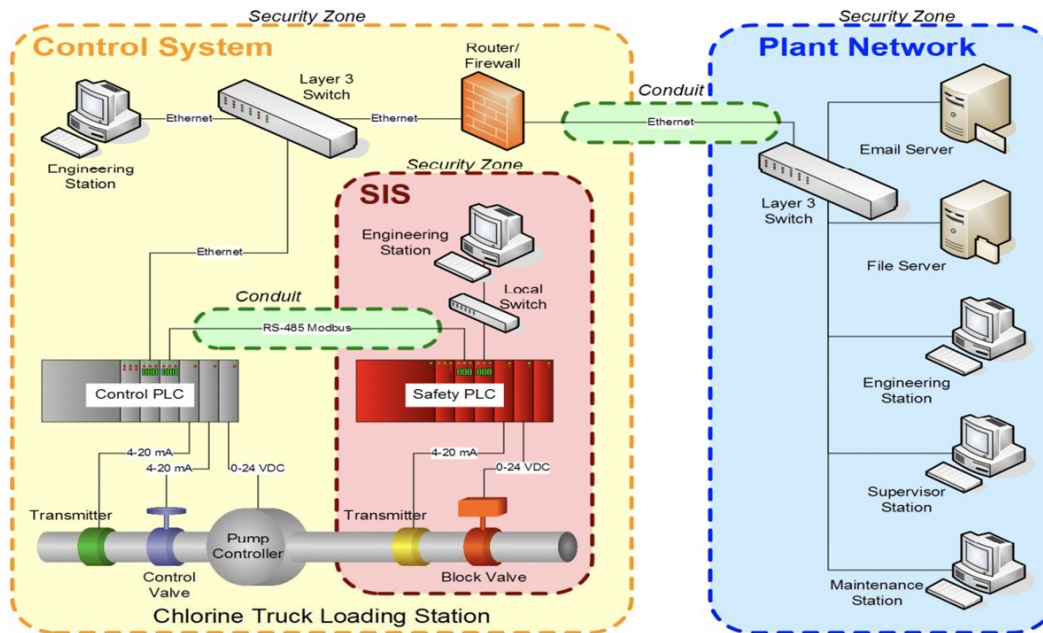 Security Zone
Control System
Router/
Firewall
Layer 3
Switch
Ethernet
Ethernet
Engineering
Station
Ethernet
Conduit
Ethernet
Security Zone
SIS
Engineering
Station
Local
Switch
Conduit
RS-485 Modbus
Control PLC
Safety PLC
4-20 mA
4-20 mA
0-24 VDC
4-20 mA
0-24 VDC
Transmitter
Control
Valve
Pump
Controller
Transmitter
Block Valve
Chlorine Truck Loading Station
Security Zone
Plant Network
Email Server
Layer 3
Switch
File Server
Engineering
Station
Supervisor
Station
Maintenance
Station